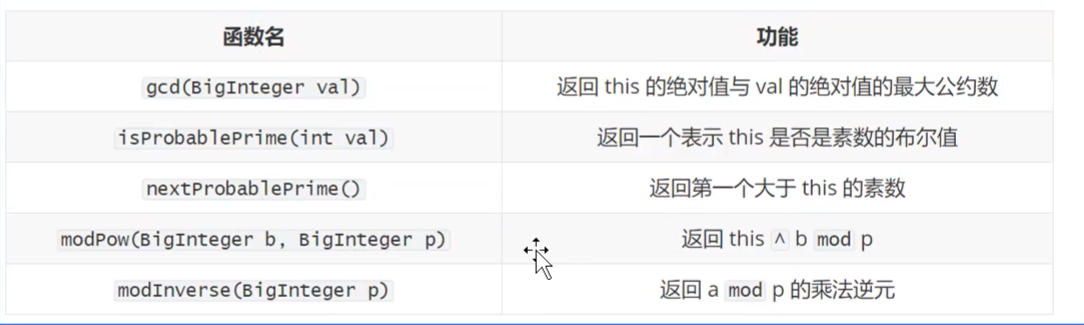 函数名 功能
gcd(BigInteger val) 返回 this 的绝对值与 val 的绝对值的最大公约数
isProbablePrime(int val) 返回一个表示 this 是否是素数的布尔值
nextProbablePrime() 返回第一个大于 this 的素数
modPow(BigInteger b, BigInteger p) 返回 this ^ b mod p
modInverse(BigInteger p) 返回 a mod p 的乘法逆元